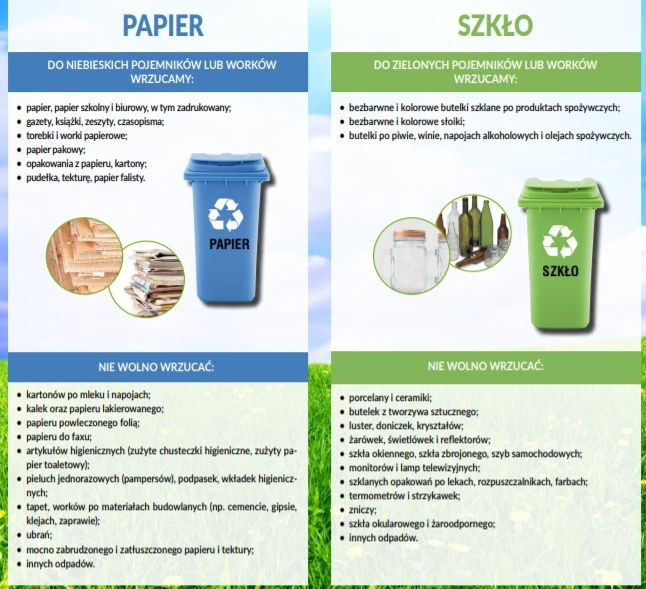 PAPIER
DO NIEBIESKICH POJEMNIKÓW LUB WORKÓW
WRZUCAMY:
• papier, papier szkolny i biurowy, w tym zadrukowany;
• gazety, książki, zeszyty, czasopisma;
• torebki i worki papierowe;
• papier pakowy;
• opakowania z papieru, kartony;
• pudełka, tekturę, papier falisty.
PAPIER
NIE WOLNO WRZUCAĆ:
• kartonów po mleku i napojach;
• kalek oraz papieru lakierowanego;
• papieru powleczonego folią;
• papieru do faxu;
• artykułów higienicznych (zużyte chusteczki higieniczne, zużyty pa-
pier toaletowy);
• pieluch jednorazowych (pampersów), podpasek, wkładek higienicz-
nych;
• tapet, worków po materiałach budowlanych (np. cemencie, gipsie,
klejach, zaprawie);
• ubrań;
• mocno zabrudzonego i zatłuszczonego papieru i tektury;
• innych odpadów.
SZKŁO
DO ZIELONYCH POJEMNIKÓW LUB WORKÓW
WRZUCAMY:
• bezbarwne i kolorowe butelki szklane po produktach spożywczych;
• bezbarwne i kolorowe słoiki;
• butelki po piwie, winie, napojach alkoholowych i olejach spożywczych.
SZKŁO
NIE WOLNO WRZUCAĆ:
• porcelany i ceramiki;
• butelek z tworzywa sztucznego;
• luster, doniczek, kryształów;
• żarówek, świetlówek i reflektorów;
• szkła okiennego, szkła zbrojonego, szyb samochodowych;
• monitorów i lamp telewizyjnych;
• szklanych opakowań po lekach, rozpuszczalnikach, farbach;
• termometrów i strzykawek;
• zniczy;
• szkła okularowego i żaroodpornego;
• innych odpadów.